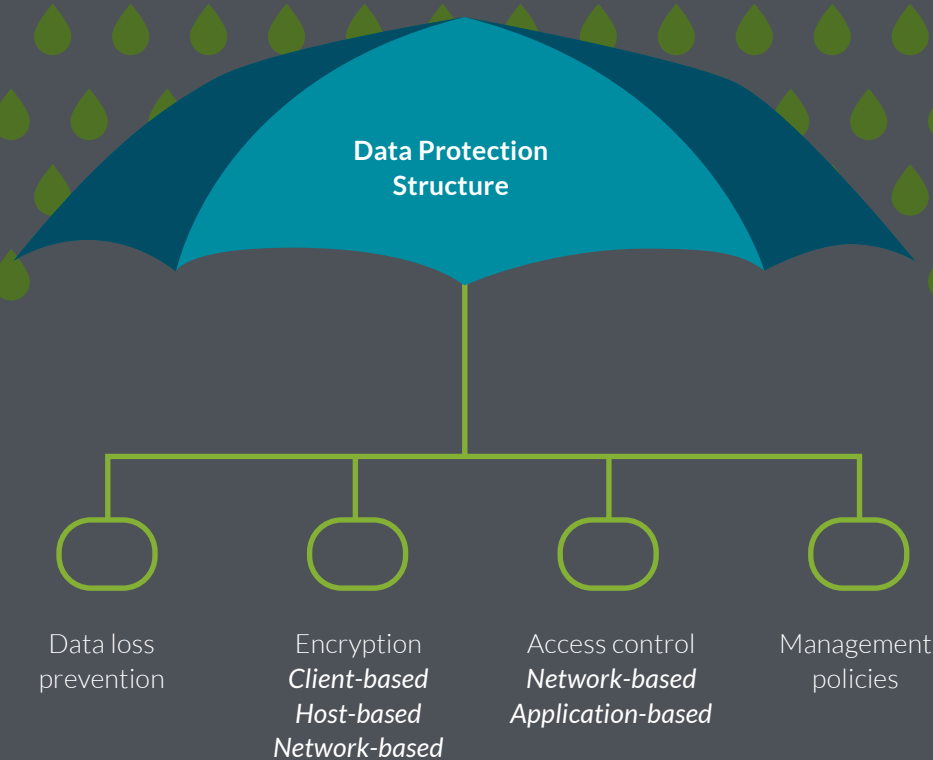 Data Protection
Structure
Data loss
prevention
Encryption
Client-based
Host-based
Network-based
Access control
Network-based
Application-based
Management
policies